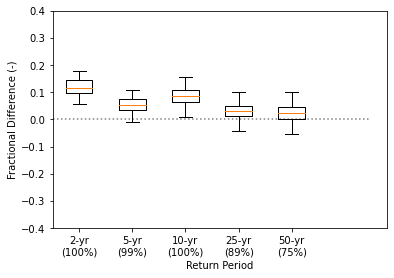 0.4
0.3
0.2
0.1
0.0
−0.1
−0.2
−0.3
−0.4
Fractional Difference (-)
2-yr 5-yr 10-yr 25-yr 50-yr
(100%) (99%) (100%) (89%) (75%)
Return Period